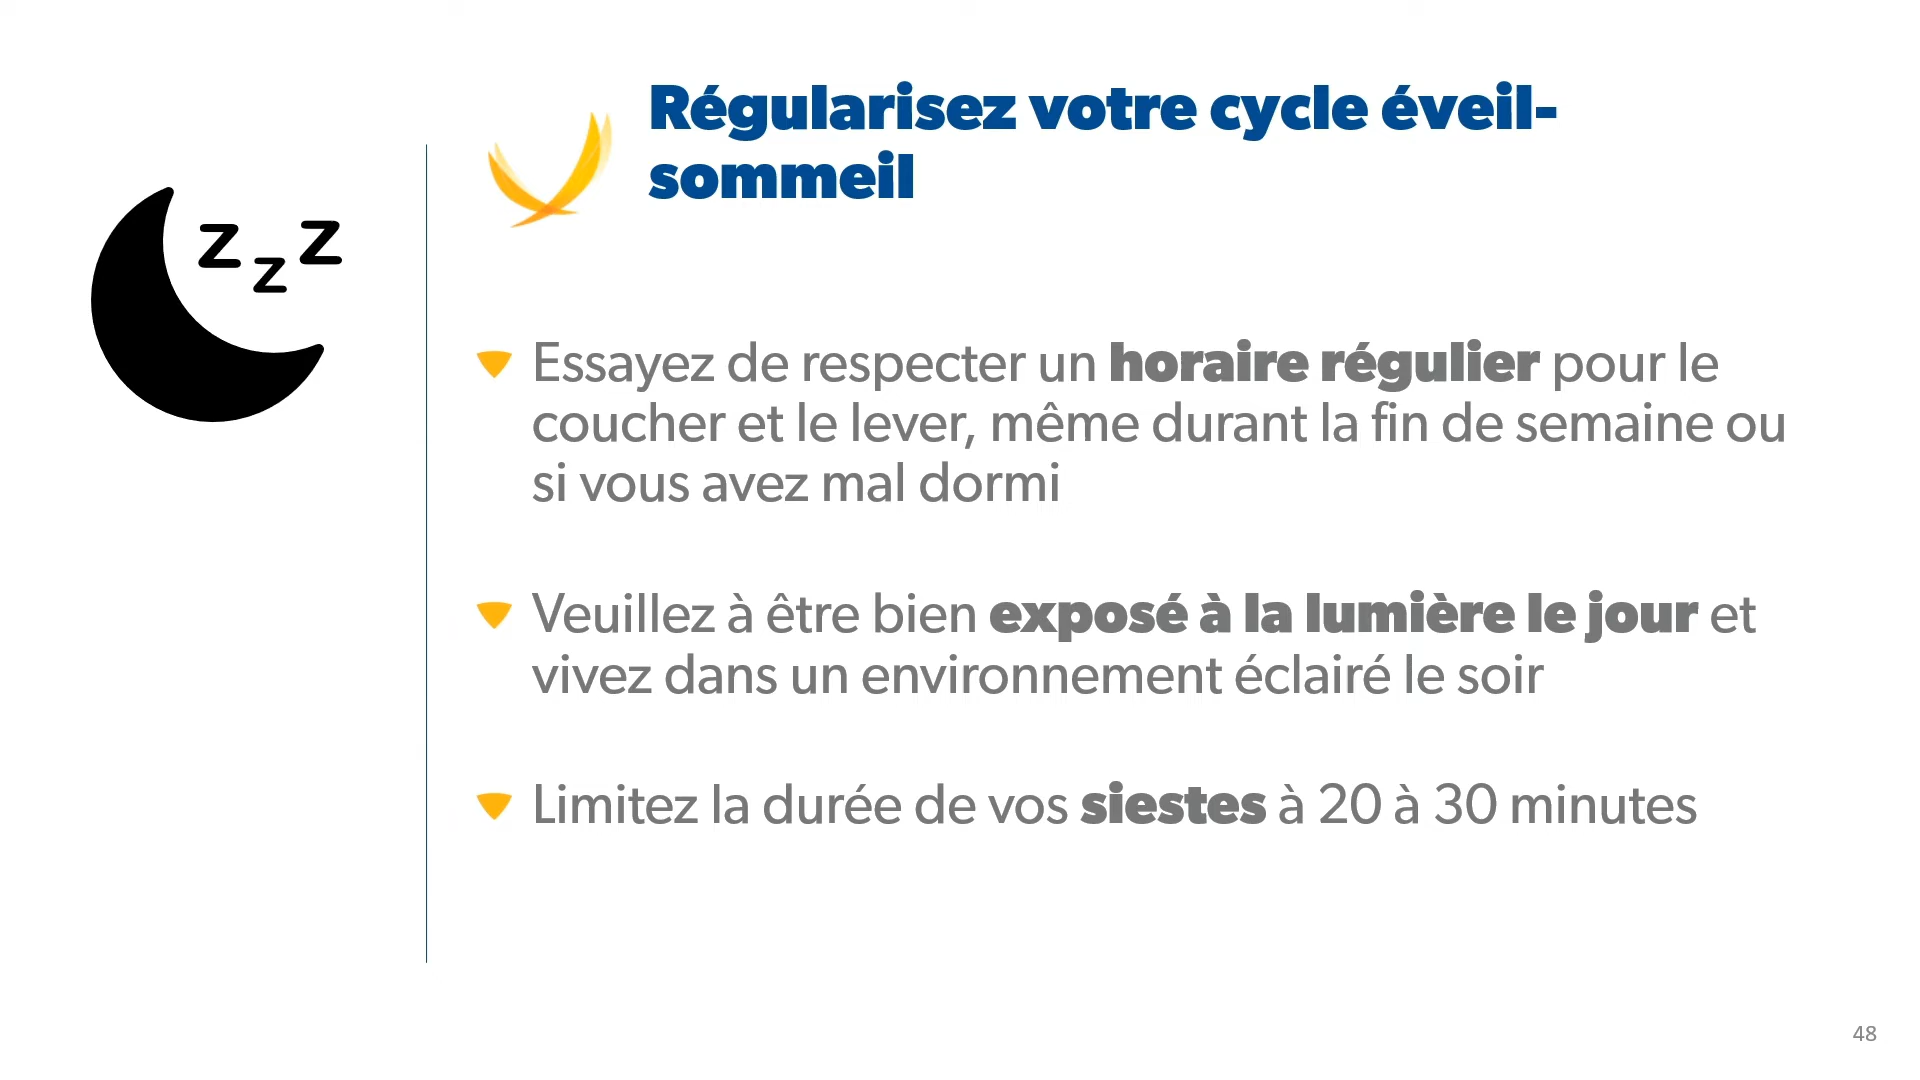 Régularisez votre cycle éveil-
sommeil
z z z
Essayez de respecter un horaire régulier pour le
coucher et le lever, même durant la fin de semaine ou
si vous avez mal dormi
Veuillez à être bien exposé à la lumière le jour et
vivez dans un environnement éclairé le soir
Limitez la durée de vos siestes à 20 à 30 minutes
48